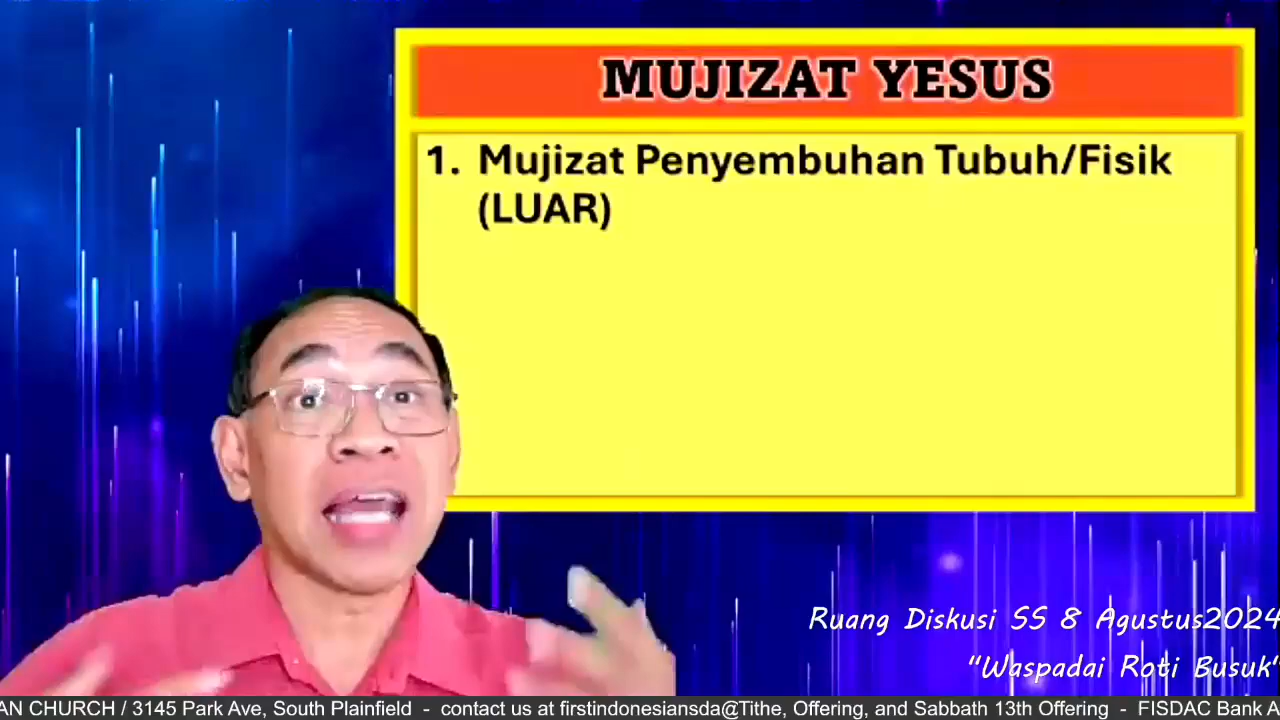 MUJIZAT YESUS
1. Mujizat Penyembuhan Tubuh/Fisik
(LUAR)
Ruang Diskusi SS 8 Agustus2024
"Waspadai Roti Busuk"
AN CHURCH / 3145 Park Ave, South Plainfield - contact us at firstindonesiansda@Tithe, Offering, and Sabbath 13th Offering - FISDAC Bank A